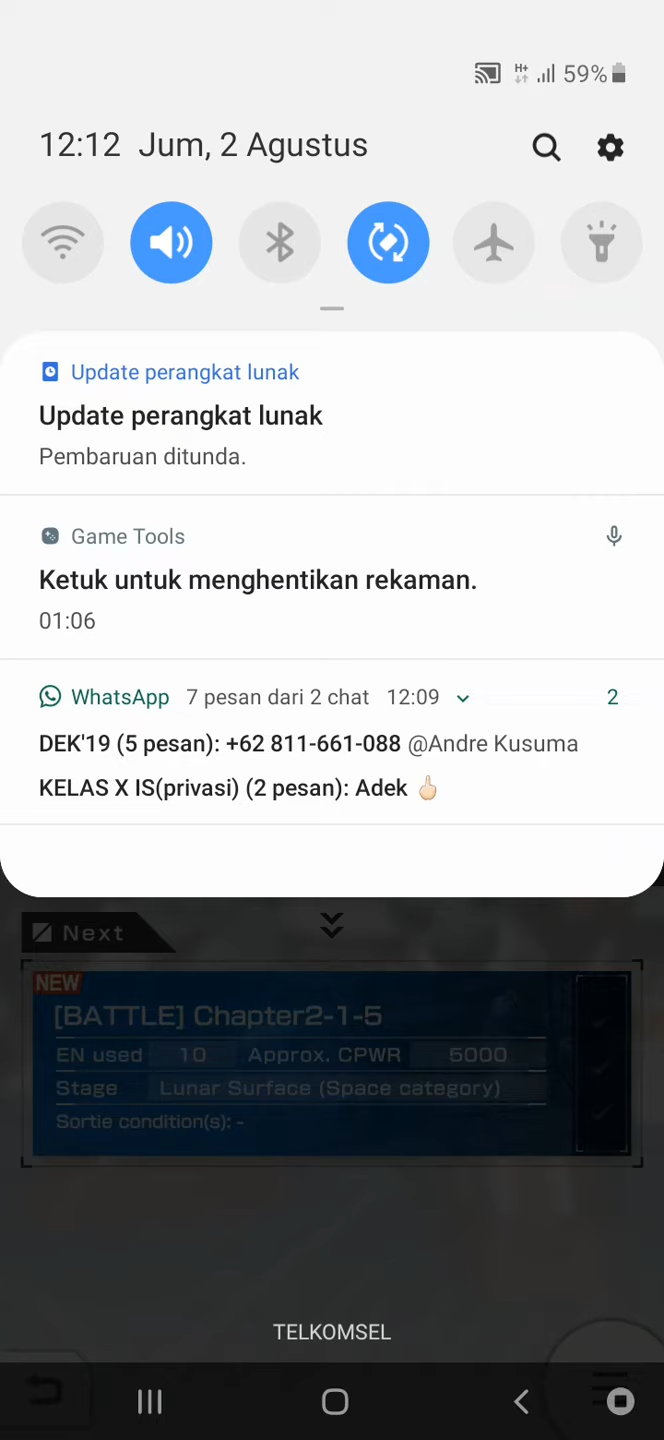 H+ 59%
12:12 Jum, 2 Agustus
Update perangkat lunak
Update perangkat lunak
Pembaruan ditunda.
Game Tools
Ketuk untuk menghentikan rekaman.
01:06
WhatsApp 7 pesan dari 2 chat 12:09 2
DEK'19 (5 pesan): +62 811-661-088 @Andre Kusuma
KELAS X IS(privasi) (2 pesan): Adek 🖕🏻
Next
NEW
[BATTLE] Chapter2-1-5
EN used 10 Approx. CPWR 5000
Stage Lunar Surface (Space category)
Sortie condition(s): -
TELKOMSEL